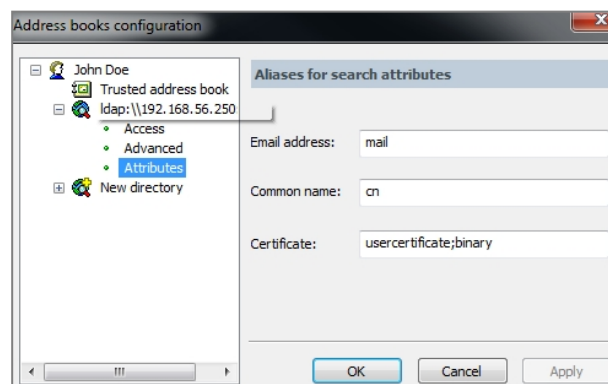 Address books configuration
John Doe
Trusted address book
ldap:\\192.168.56.250
Access
Advanced
Attributes
New directory
Aliases for search attributes
Email address: mail
Common name: cn
Certificate: usercertificate;binary
OK Cancel Apply